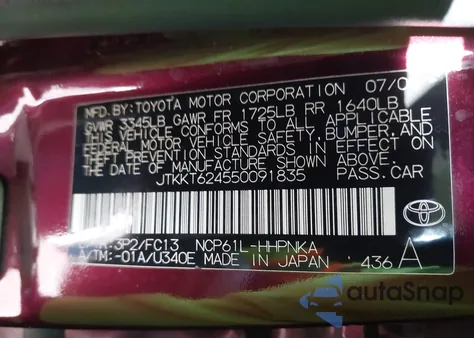 MFD. BY: TOYOTA MOTOR CORPORATION 07/0
GVWR 3345LB GAWR FR 1725LB RR 1640LB
THIS VEHICLE CONFORMS TO ALL APPLICABLE
FEDERAL MOTOR VEHICLE SAFETY, BUMPER, AND
THEFT PREVENTION STANDARDS IN EFFECT ON
THE DATE OF MANUFACTURE SHOWN ABOVE.
JTKKT624550091835 PASS.CAR
3P2/FC13 NCP61L-HHPNKA
A/TM:-01A/U340E MADE IN JAPAN 436 A
autoSnap